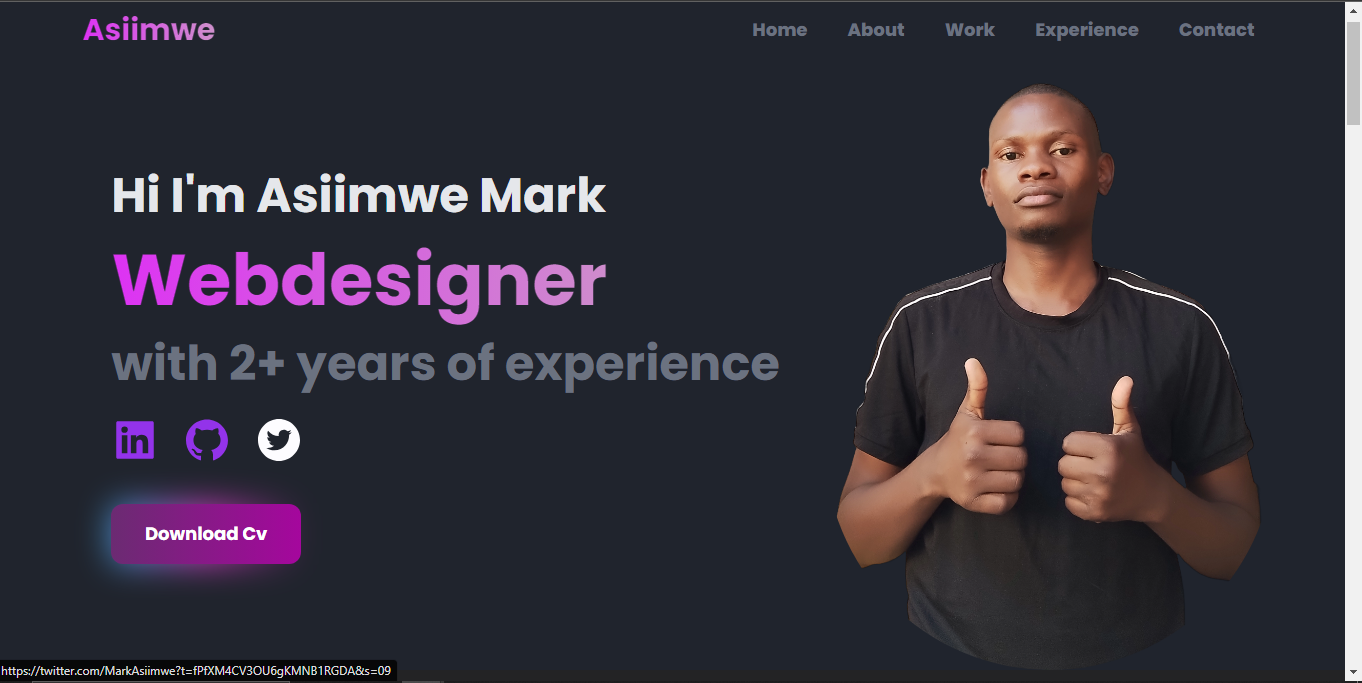 Asiimwe
Home About Work Experience Contact
Hi I'm Asiimwe Mark
Webdesigner
with 2+ years of experience
in
Download Cv
https://twitter.com/MarkAsiimwe?t=fPfXM4CV3OU6gKMNB1RGDA&s=09